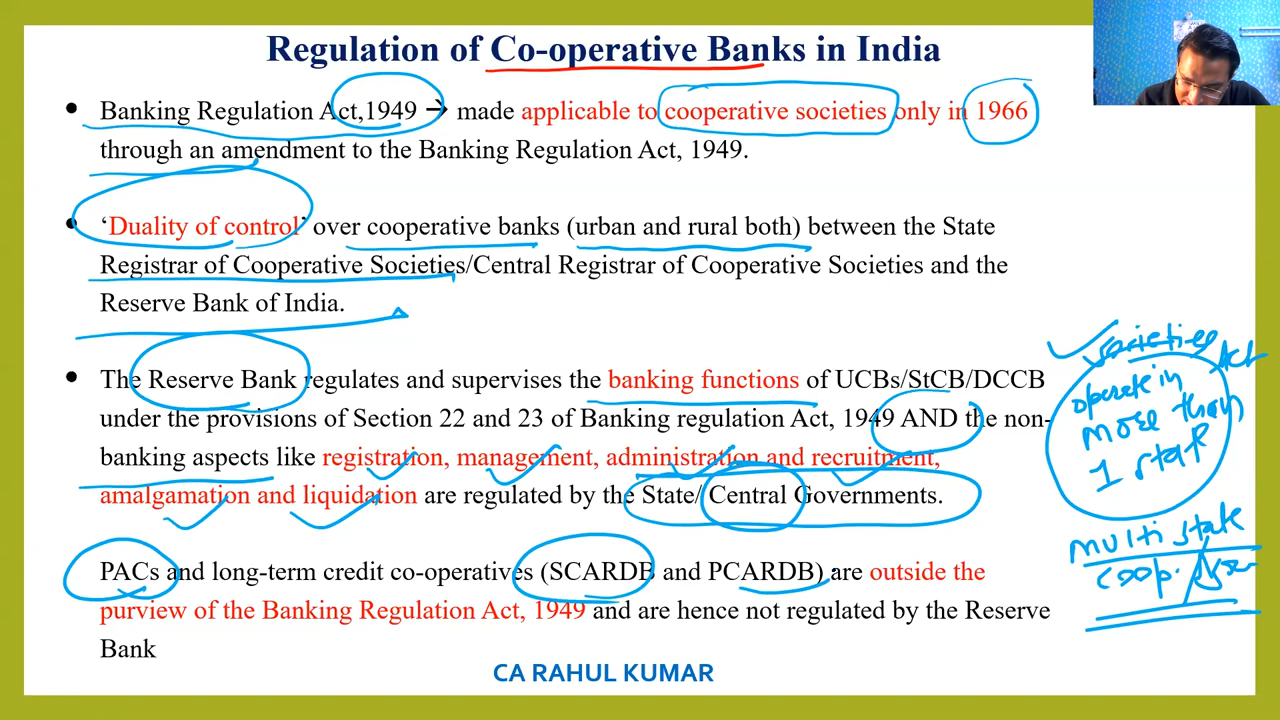 Regulation of Co-operative Banks in India
• Banking Regulation Act,1949 → made applicable to cooperative societies only in 1966
through an amendment to the Banking Regulation Act, 1949.
• ‘Duality of control’ over cooperative banks (urban and rural both) between the State
Registrar of Cooperative Societies/Central Registrar of Cooperative Societies and the
Reserve Bank of India.
• The Reserve Bank regulates and supervises the banking functions of UCBs/StCB/DCCB
under the provisions of Section 22 and 23 of Banking regulation Act, 1949 AND the non-
banking aspects like registration, management, administration and recruitment,
amalgamation and liquidation are regulated by the State/ Central Governments.
PACs and long-term credit co-operatives (SCARDB and PCARDB) are outside the
purview of the Banking Regulation Act, 1949 and are hence not regulated by the Reserve
Bank
societies Act
operate in
more than
1 stat
multi state
coop.
CA RAHUL KUMAR